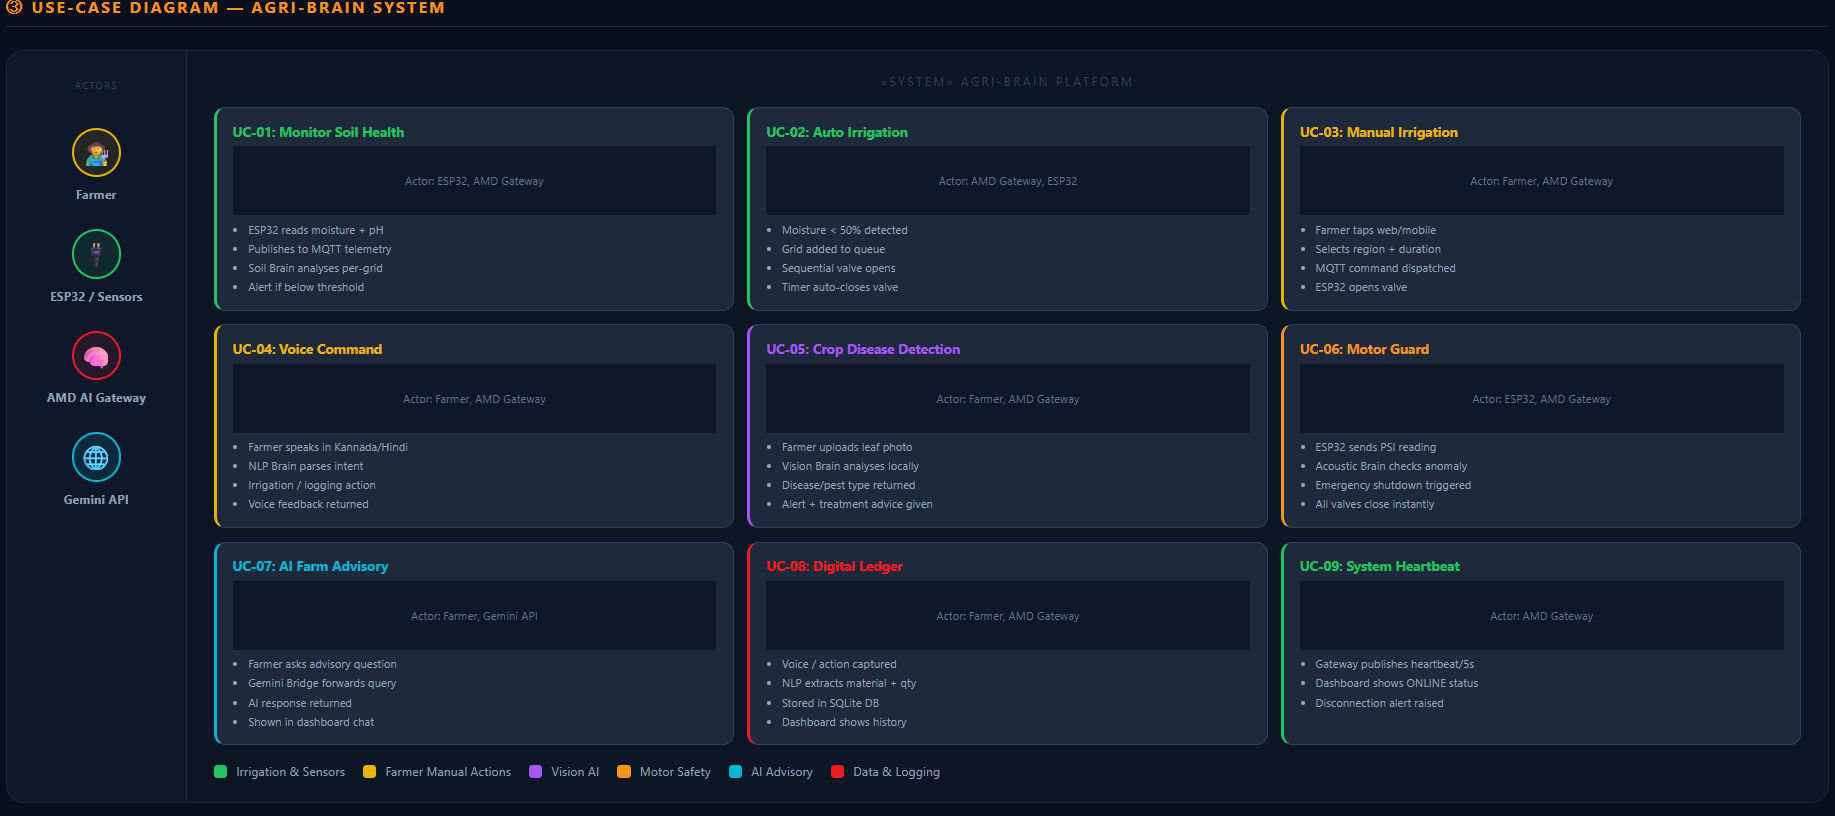 ③ USE-CASE DIAGRAM — AGRI-BRAIN SYSTEM
ACTORS
Farmer
ESP32 / Sensors
AMD AI Gateway
Gemini API
«SYSTEM» AGRI-BRAIN PLATFORM
UC-01: Monitor Soil Health
Actor: ESP32, AMD Gateway
• ESP32 reads moisture + pH
• Publishes to MQTT telemetry
• Soil Brain analyses per-grid
• Alert if below threshold
UC-02: Auto Irrigation
Actor: AMD Gateway, ESP32
• Moisture < 50% detected
• Grid added to queue
• Sequential valve opens
• Timer auto-closes valve
UC-03: Manual Irrigation
Actor: Farmer, AMD Gateway
• Farmer taps web/mobile
• Selects region + duration
• MQTT command dispatched
• ESP32 opens valve
UC-04: Voice Command
Actor: Farmer, AMD Gateway
• Farmer speaks in Kannada/Hindi
• NLP Brain parses intent
• Irrigation / logging action
• Voice feedback returned
UC-05: Crop Disease Detection
Actor: Farmer, AMD Gateway
• Farmer uploads leaf photo
• Vision Brain analyses locally
• Disease/pest type returned
• Alert + treatment advice given
UC-06: Motor Guard
Actor: ESP32, AMD Gateway
• ESP32 sends PSI reading
• Acoustic Brain checks anomaly
• Emergency shutdown triggered
• All valves close instantly
UC-07: AI Farm Advisory
Actor: Farmer, Gemini API
• Farmer asks advisory question
• Gemini Bridge forwards query
• AI response returned
• Shown in dashboard chat
UC-08: Digital Ledger
Actor: Farmer, AMD Gateway
• Voice / action captured
• NLP extracts material + qty
• Stored in SQLite DB
• Dashboard shows history
UC-09: System Heartbeat
Actor: AMD Gateway
• Gateway publishes heartbeat/5s
• Dashboard shows ONLINE status
• Disconnection alert raised
Irrigation & Sensors Farmer Manual Actions Vision AI Motor Safety AI Advisory Data & Logging